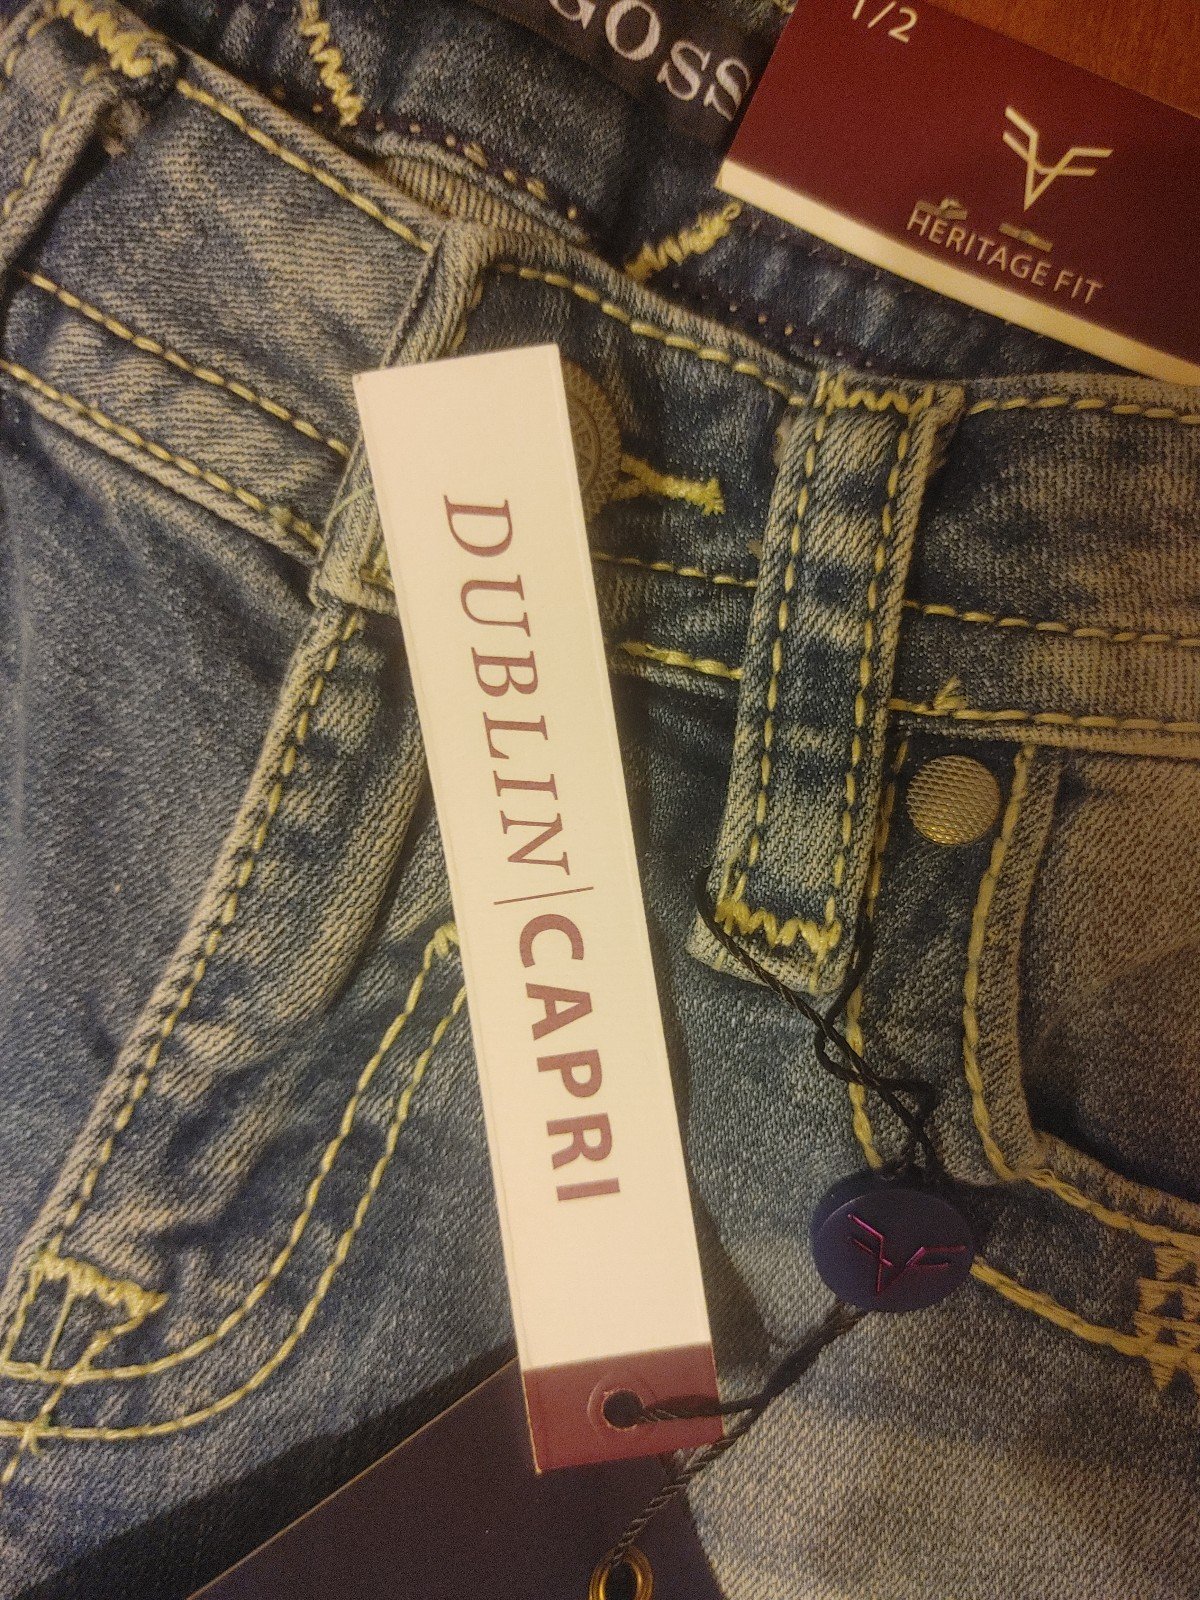 GOSS
1/2
HERITAGE FIT
DUBLIN|CAPRI